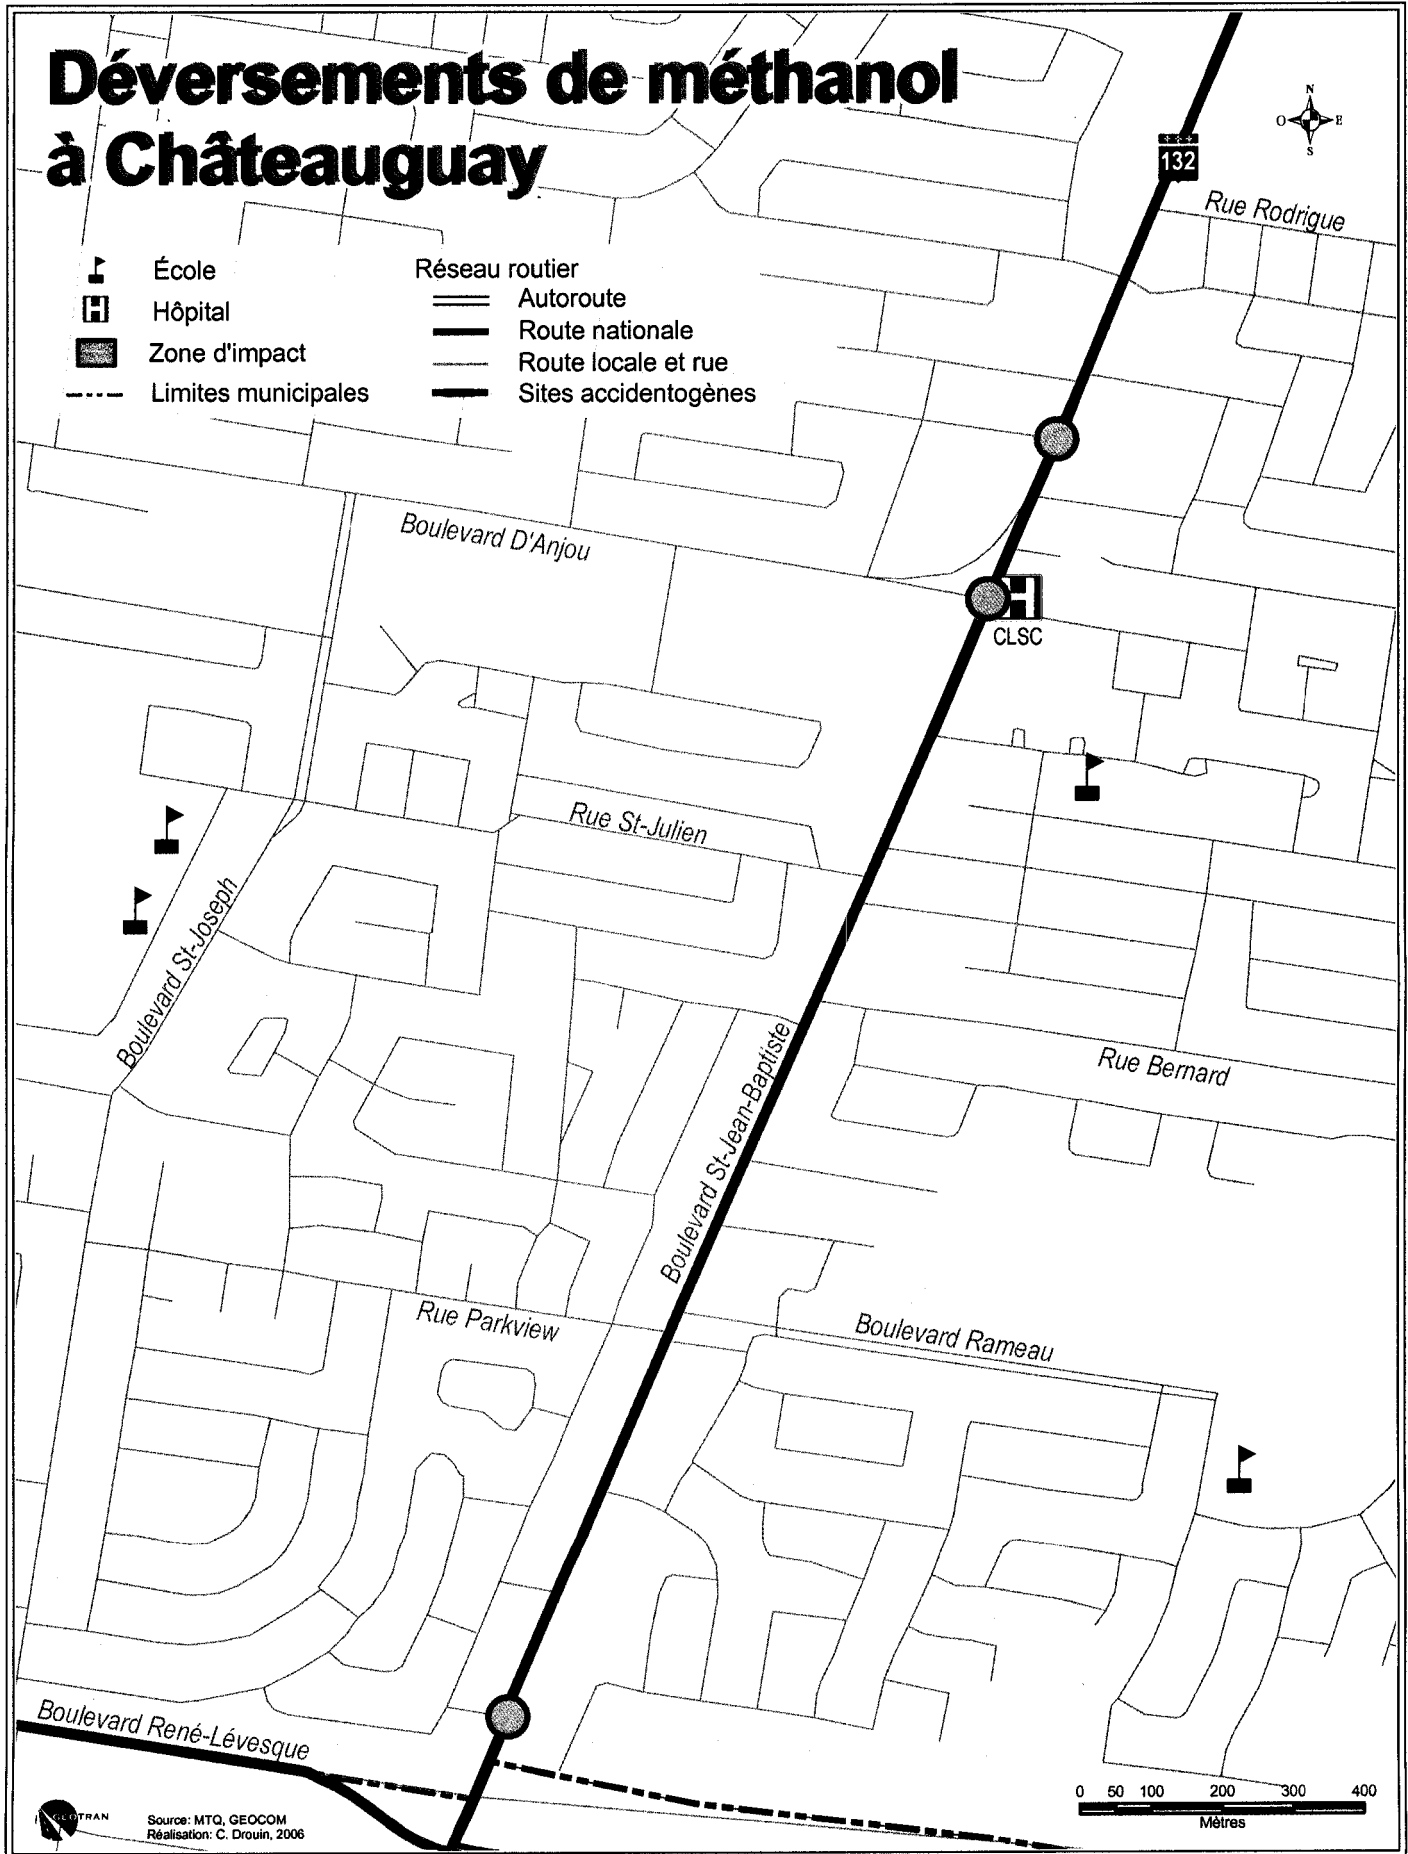 Déversements de méthanol
à Châteauguay
N
O
E
S
132
Rue Rodrigue
École
Hôpital
Zone d'impact
Limites municipales
Réseau routier
Autoroute
Route nationale
Route locale et rue
Sites accidentogènes
Boulevard D'Anjou
H
CLSC
Rue St-Julien
Boulevard St-Joseph
Boulevard St-Jean-Baptiste
Rue Bernard
Rue Parkview
Boulevard Rameau
Boulevard René-Lévesque
GEOTRAN
Source: MTQ, GEOCOM
Réalisation: C. Drouin, 2006
0 50 100 200 300 400
Mètres